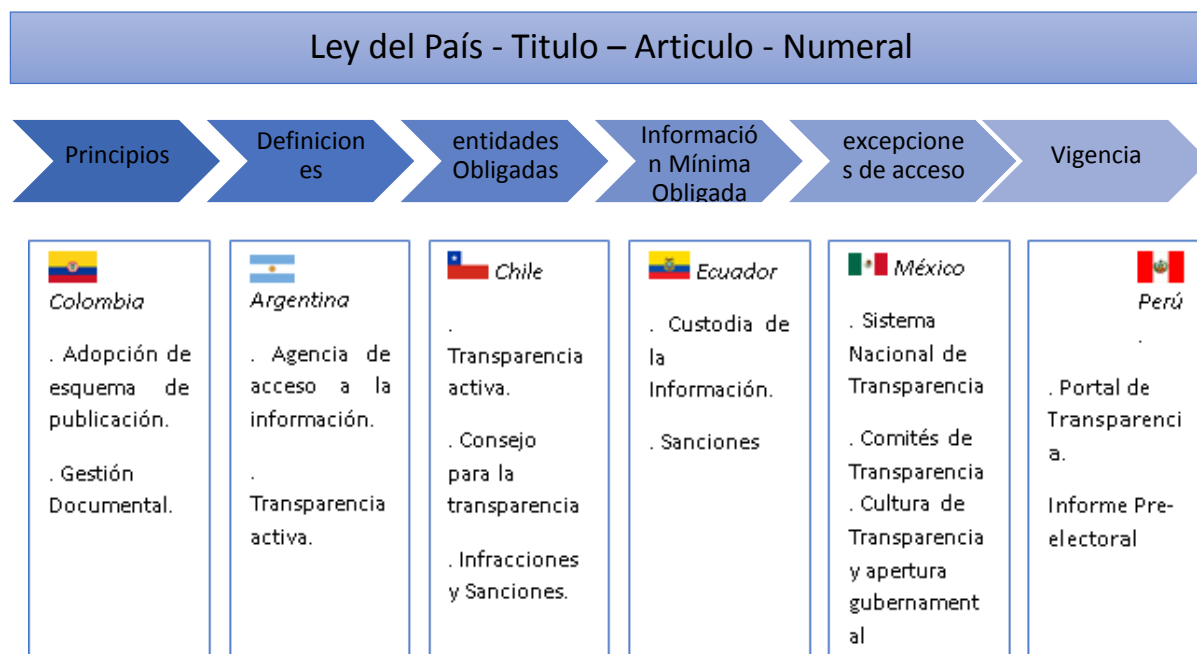 Ley del País - Titulo – Articulo - Numeral
Principios
Definicion
es
entidades
Obligadas
Informació
n Mínima
Obligada
excepcione
s de acceso
Vigencia
Colombia
. Adopción de
esquema de
publicación.
. Gestión
Documental.
Argentina
. Agencia de
acceso a la
información.
.
Transparencia
activa.
Chile
.
Transparencia
activa.
. Consejo
para la
transparencia
. Infracciones
y Sanciones.
Ecuador
. Custodia de
la
Información.
. Sanciones
México
. Sistema
Nacional de
Transparencia
. Comités de
Transparencia
. Cultura de
Transparencia
y apertura
gubernament
al
Perú
.
. Portal de
Transparenci
a.
Informe Pre-
electoral